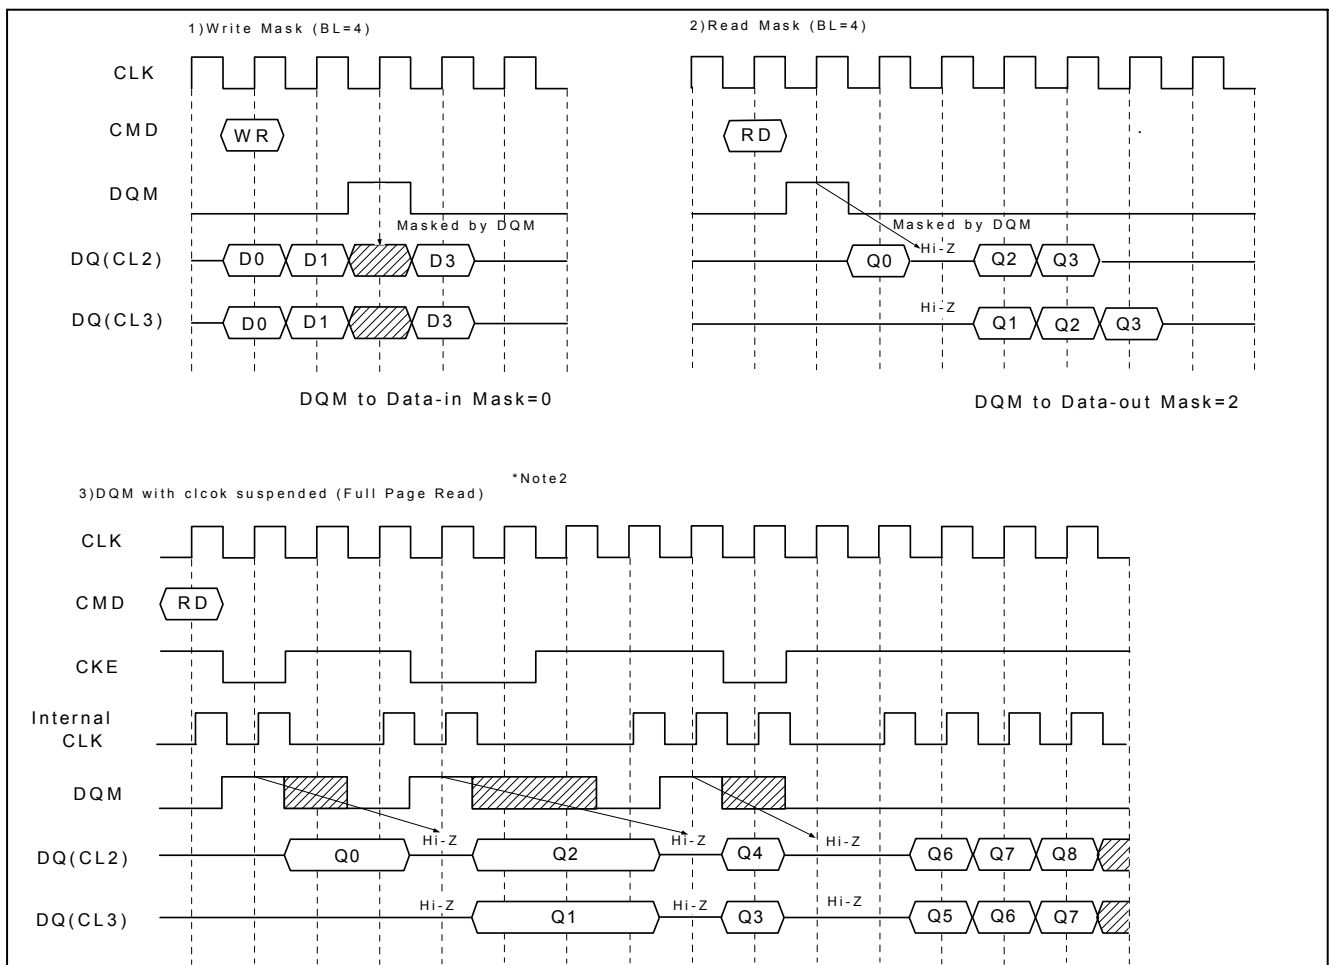 1)Write Mask (BL=4)
CLK
CMD
WR
DQM
Masked by DQM
DQ(CL2)
D0 D1 D3
DQ(CL3)
D0 D1 D3
DQM to Data-in Mask=0
2)Read Mask (BL=4)
RD
Masked by DQM
Hi-Z
Q0 Q2 Q3
Hi-Z
Q1 Q2 Q3
DQM to Data-out Mask=2
*Note2
3)DQM with clcok suspended (Full Page Read)
CLK
CMD
RD
CKE
Internal
CLK
DQM
Hi-Z Hi-Z Hi-Z
DQ(CL2)
Q0 Q2 Q4 Q6 Q7 Q8
Hi-Z Hi-Z Hi-Z
DQ(CL3)
Q1 Q3 Q5 Q6 Q7